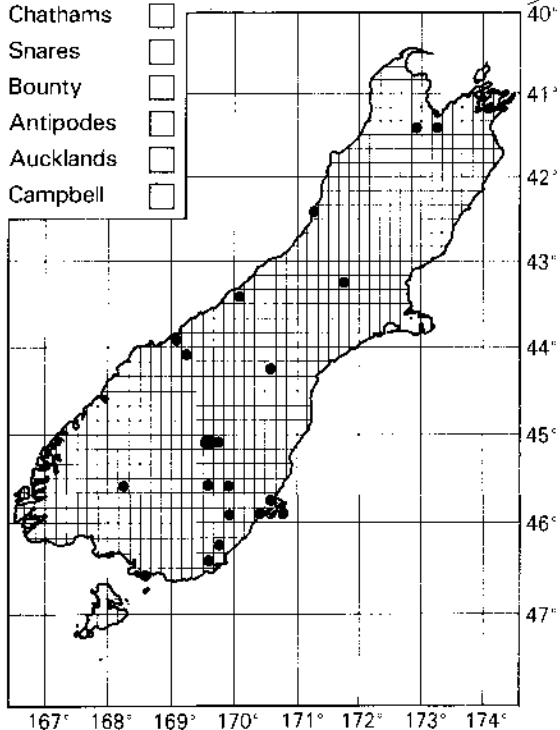 Chathams
Snares
Bounty
Antipodes
Aucklands
Campbell
40°
41°
42°
43°
44°
45°
46°
47°
167° 168° 169° 170° 171° 172° 173° 174°